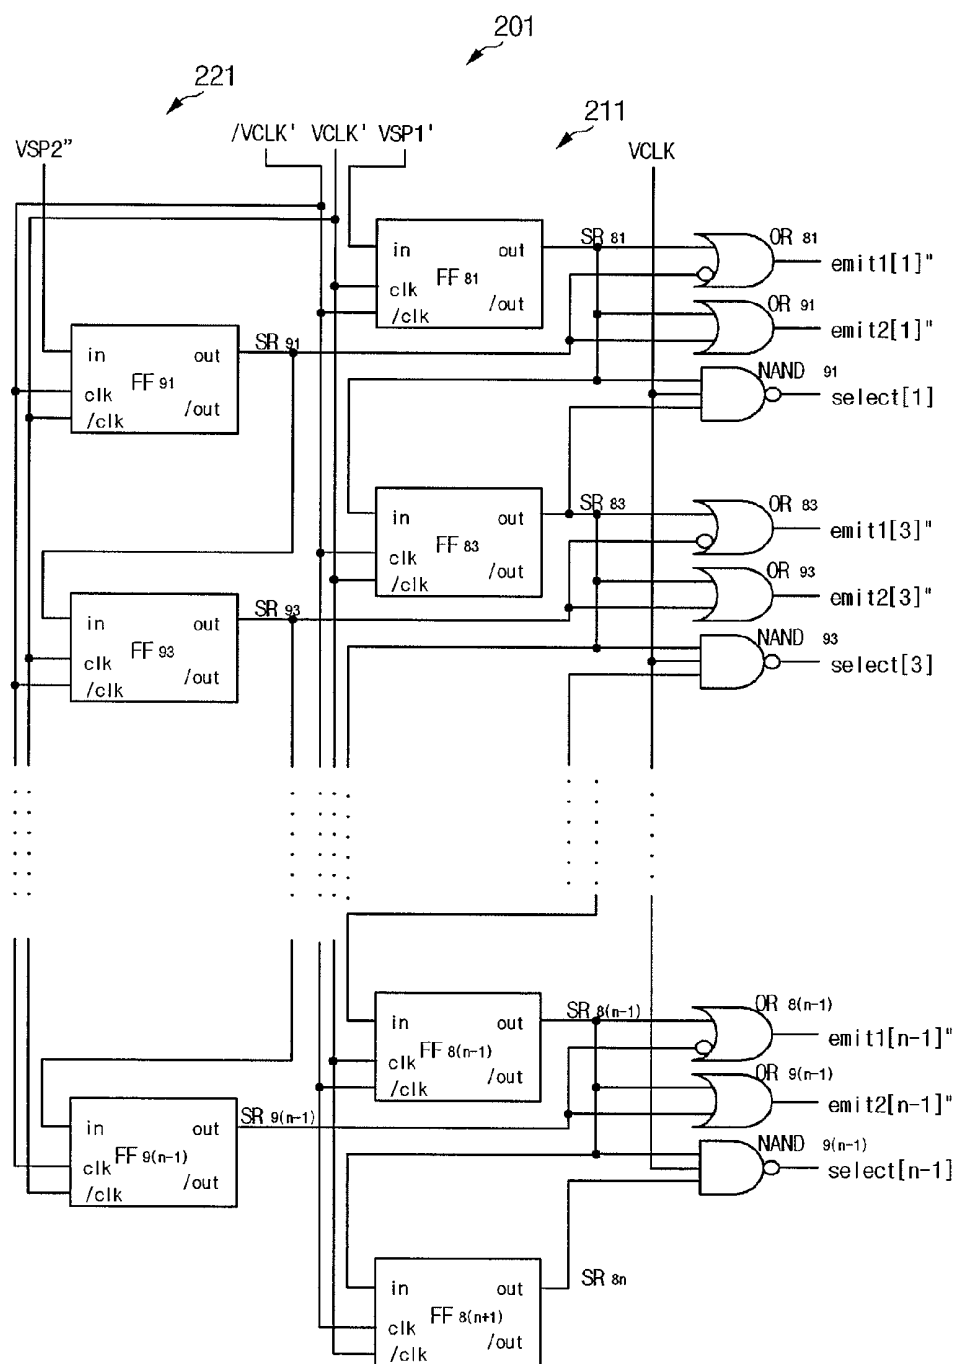 201
221
211
VSP2"
/VCLK'
VCLK'
VSP1'
VCLK
in
out
FF 81
clk
/clk
/out
SR 81
OR 81
emit1[1]"
OR 91
emit2[1]"
in
out
FF 91
clk
/clk
/out
SR 91
NAND 91
select[1]
in
out
FF 83
clk
/clk
/out
SR 83
OR 83
emit1[3]"
OR 93
emit2[3]"
in
out
FF 93
clk
/clk
/out
SR 93
NAND 93
select[3]
in
out
FF 8(n-1)
clk
/clk
/out
SR 8(n-1)
OR 8(n-1)
emit1[n-1]"
OR 9(n-1)
emit2[n-1]"
in
out
FF 9(n-1)
clk
/clk
/out
SR 9(n-1)
NAND 9(n-1)
select[n-1]
in
out
FF 8(n+1)
clk
/clk
/out
SR 8n